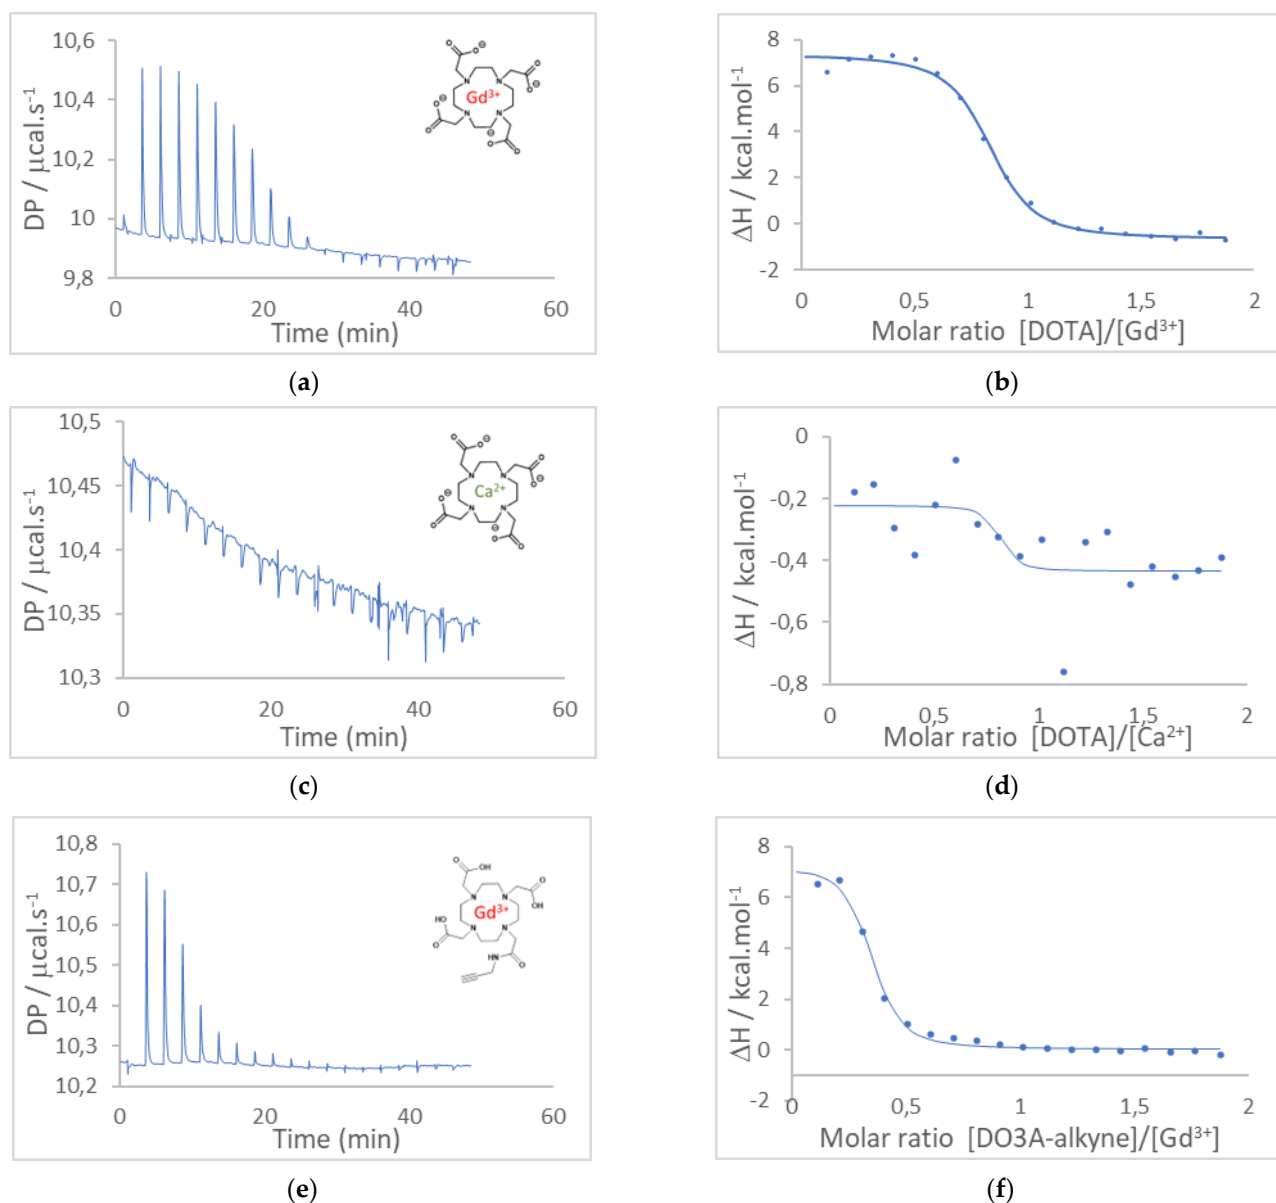 10,6
10,4
10,2
10
9,8
DP / μcal.s⁻¹
0
20
40
60
Time (min)
O
O
⊖
O
O
⊖
N
N
Gd³⁺
N
N
O
⊖
O
⊖
O
O
(a)
8
6
4
2
0
-2
ΔH / kcal.mol⁻¹
0
0,5
1
1,5
2
Molar ratio [DOTA]/[Gd³⁺]
(b)
10,5
10,45
10,4
10,35
10,3
DP / μcal.s⁻¹
0
20
40
60
Time (min)
O
O
⊖
O
O
⊖
N
N
Ca²⁺
N
N
O
⊖
O
⊖
O
O
(c)
0
-0,2
-0,4
-0,6
-0,8
ΔH / kcal.mol⁻¹
0
0,5
1
1,5
2
Molar ratio [DOTA]/[Ca²⁺]
(d)
10,8
10,7
10,6
10,5
10,4
10,3
10,2
DP / μcal.s⁻¹
0
20
40
60
Time (min)
O
OH
O
OH
N
N
Gd³⁺
N
N
HO
O
HN
O
(e)
8
6
4
2
0
-2
ΔH / kcal.mol⁻¹
0
0,5
1
1,5
2
Molar ratio [DO3A-alkyne]/[Gd³⁺]
(f)